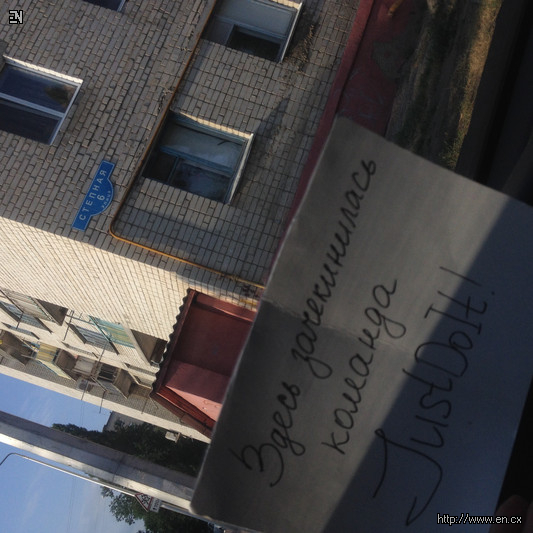 EN
СТЕПНАЯ
6
Здесь зачекинилась
команда
JustDoIt!
http://www.en.cx